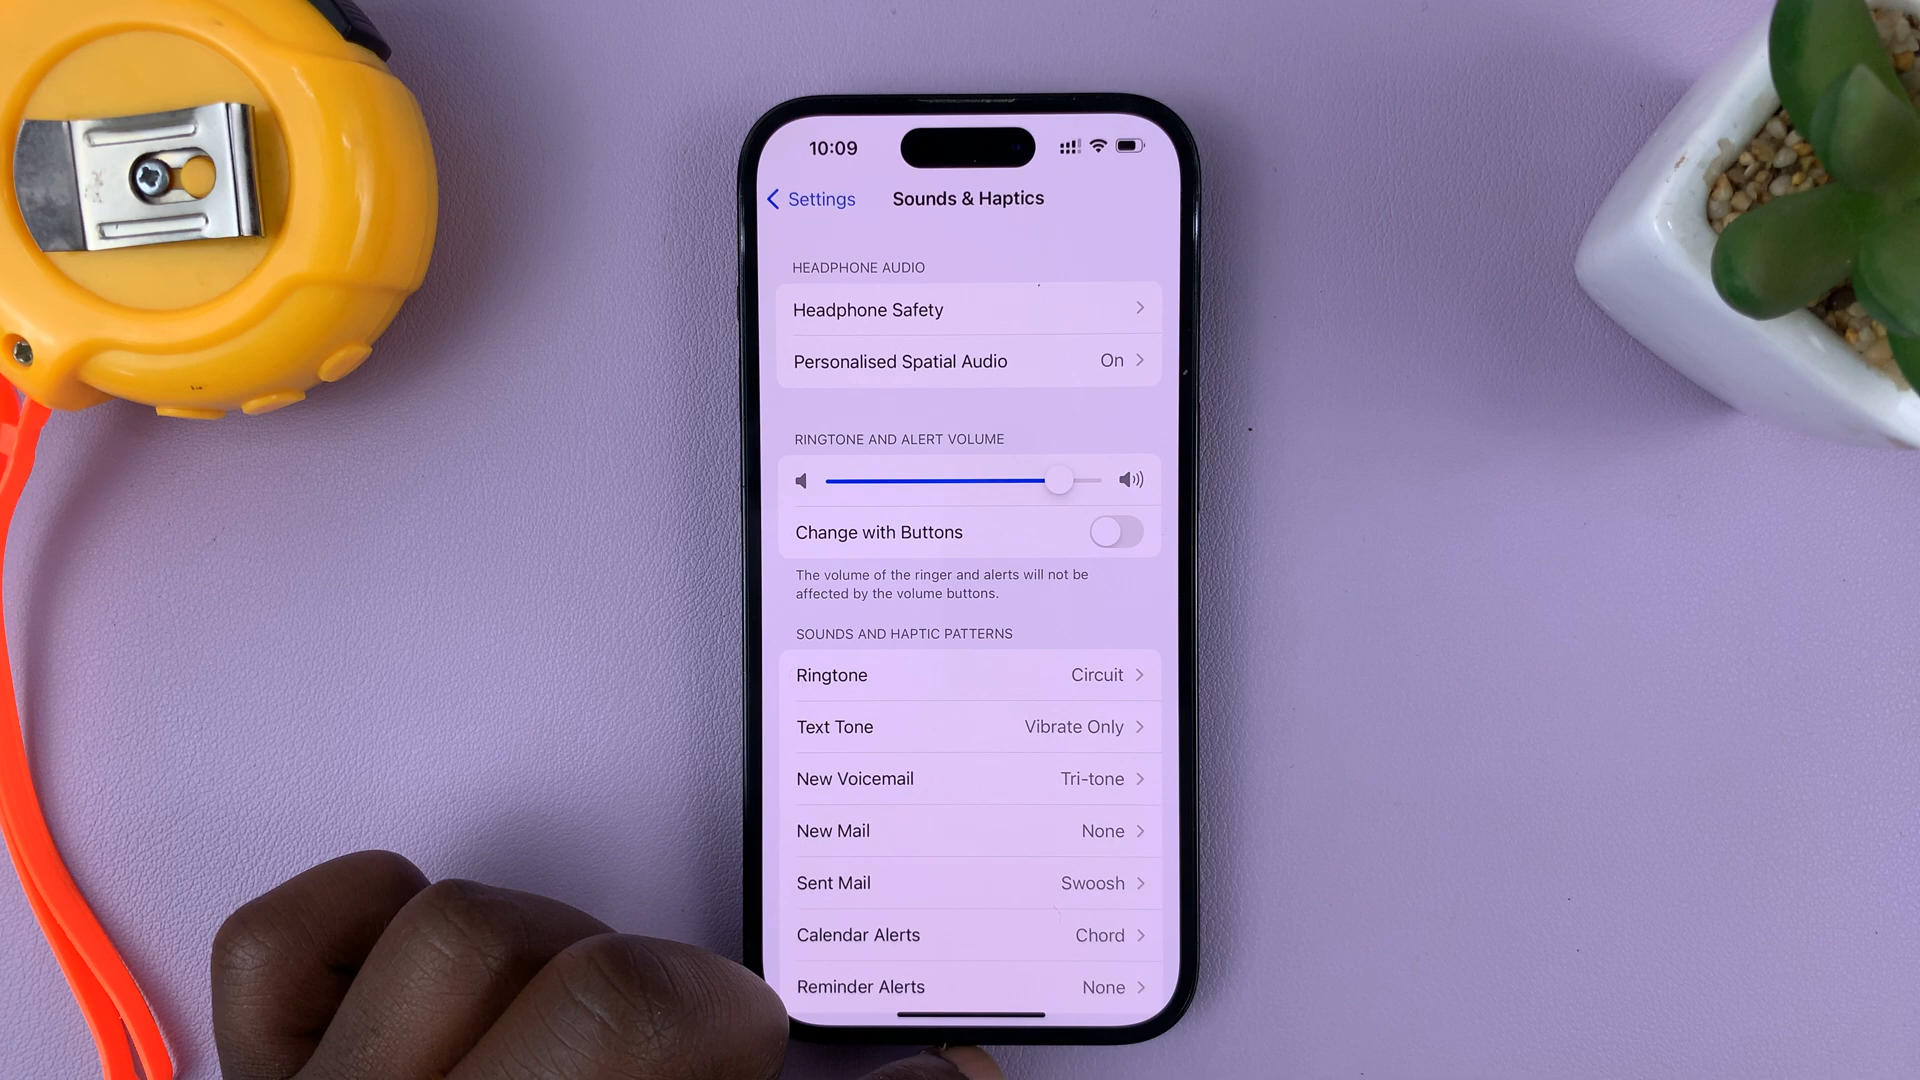 10:09
Settings
Sounds & Haptics
HEADPHONE AUDIO
Headphone Safety
Personalised Spatial Audio On
RINGTONE AND ALERT VOLUME
Change with Buttons
The volume of the ringer and alerts will not be
affected by the volume buttons.
SOUNDS AND HAPTIC PATTERNS
Ringtone Circuit
Text Tone Vibrate Only
New Voicemail Tri-tone
New Mail None
Sent Mail Swoosh
Calendar Alerts Chord
Reminder Alerts None